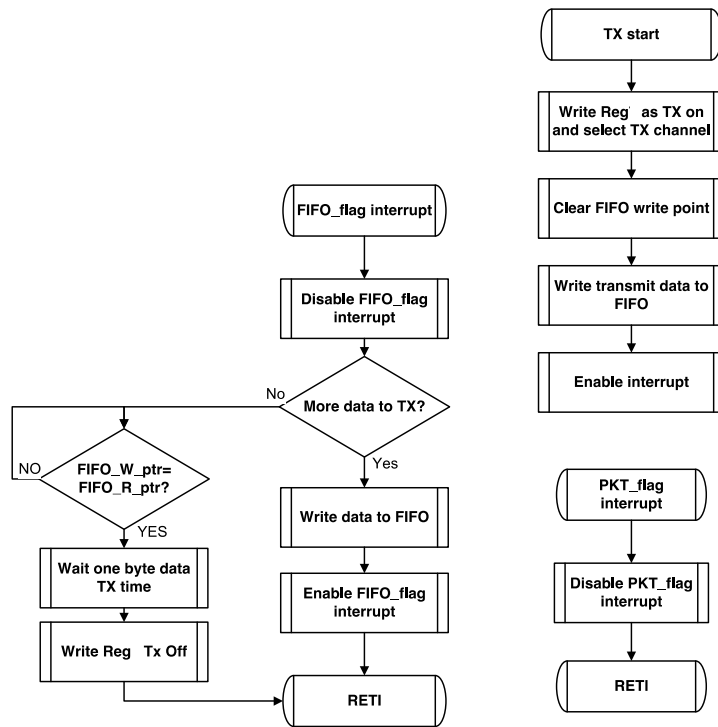 TX start
Write Reg' as TX on
and select TX channel
Clear FIFO write point
Write transmit data to
FIFO
Enable interrupt
FIFO_flag interrupt
Disable FIFO_flag
interrupt
More data to TX?
No
Yes
FIFO_W_ptr=
FIFO_R_ptr?
NO
YES
Wait one byte data
TX time
Write Reg Tx Off
Write data to FIFO
Enable FIFO_flag
interrupt
RETI
PKT_flag
interrupt
Disable PKT_flag
interrupt
RETI